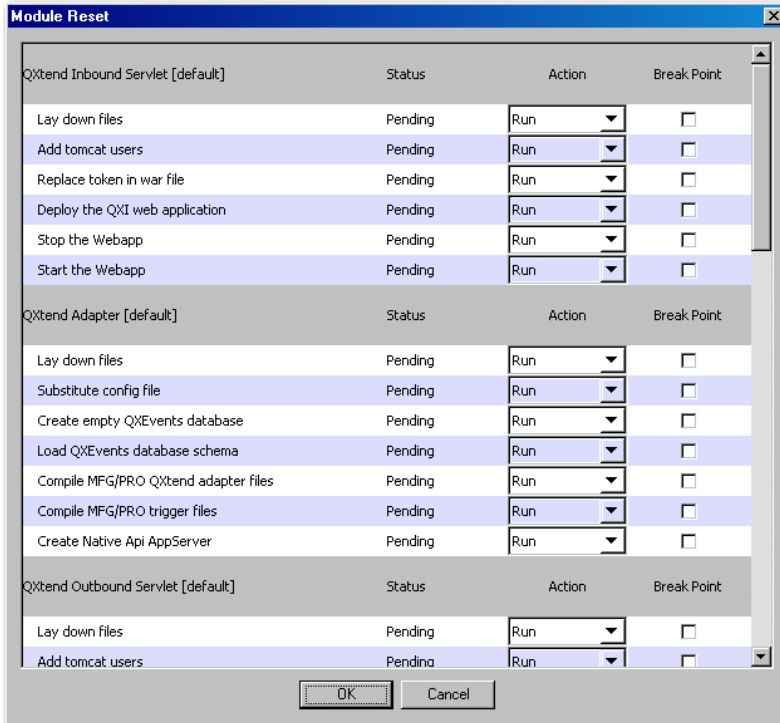 Module Reset
QXtend Inbound Servlet [default] Status Action Break Point
Lay down files Pending Run
Add tomcat users Pending Run
Replace token in war file Pending Run
Deploy the QXI web application Pending Run
Stop the Webapp Pending Run
Start the Webapp Pending Run
QXtend Adapter [default] Status Action Break Point
Lay down files Pending Run
Substitute config file Pending Run
Create empty QXEvents database Pending Run
Load QXEvents database schema Pending Run
Compile MFG/PRO QXtend adapter files Pending Run
Compile MFG/PRO trigger files Pending Run
Create Native Api AppServer Pending Run
QXtend Outbound Servlet [default] Status Action Break Point
Lay down files Pending Run
Add tomcat users Pending Run
OK Cancel